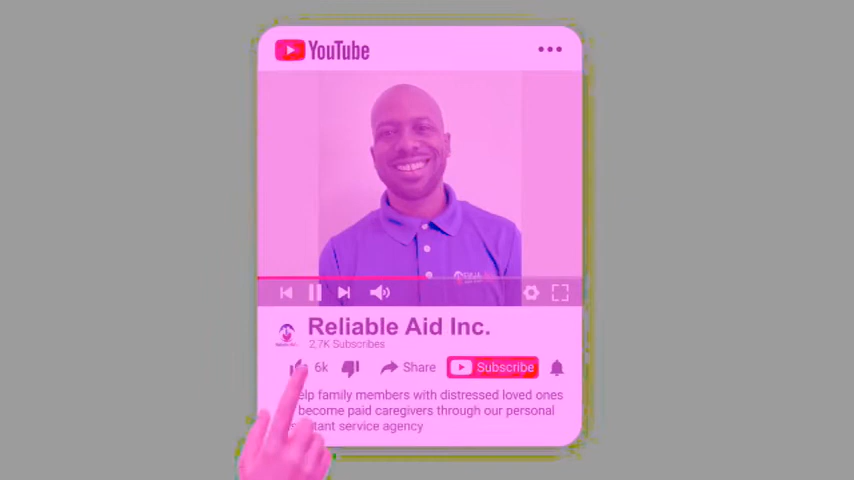 YouTube
Reliable Aid Inc.
2,7K Subscribes
6k
Share
Subscribe
elp family members with distressed loved ones
become paid caregivers through our personal
tant service agency